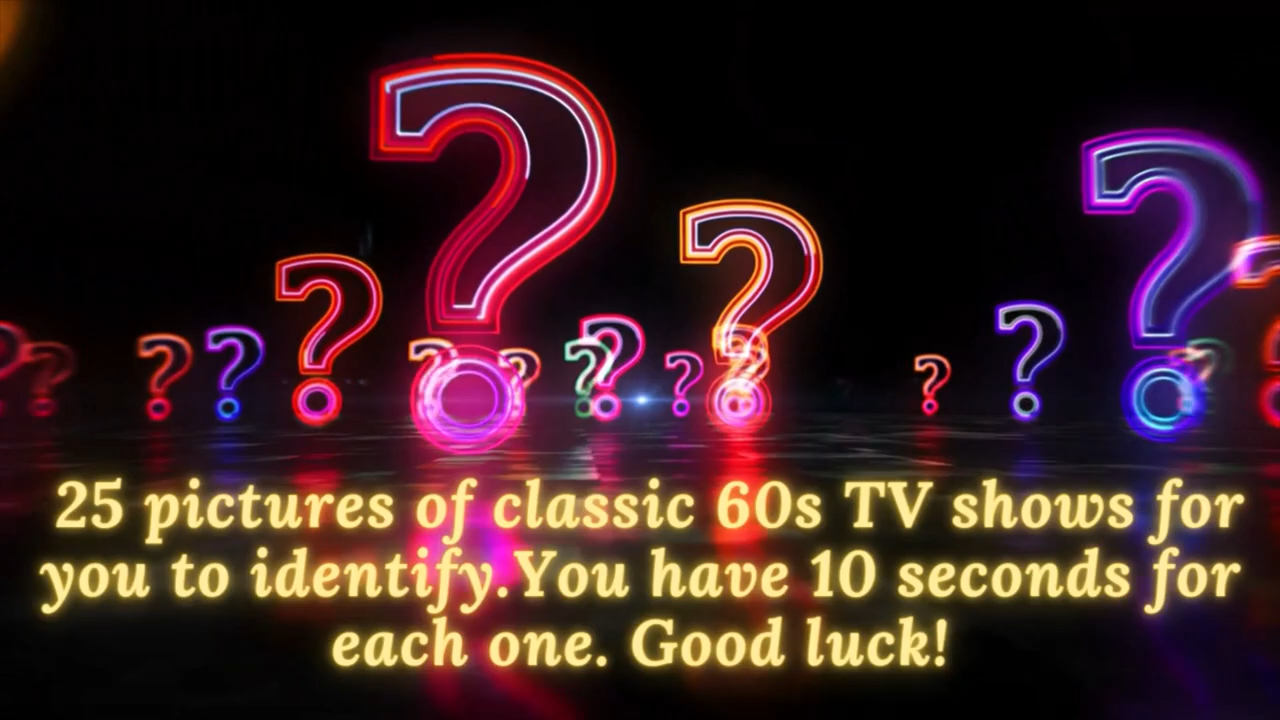 25 pictures of classic 60s TV shows for
you to identify.You have 10 seconds for
each one. Good luck!